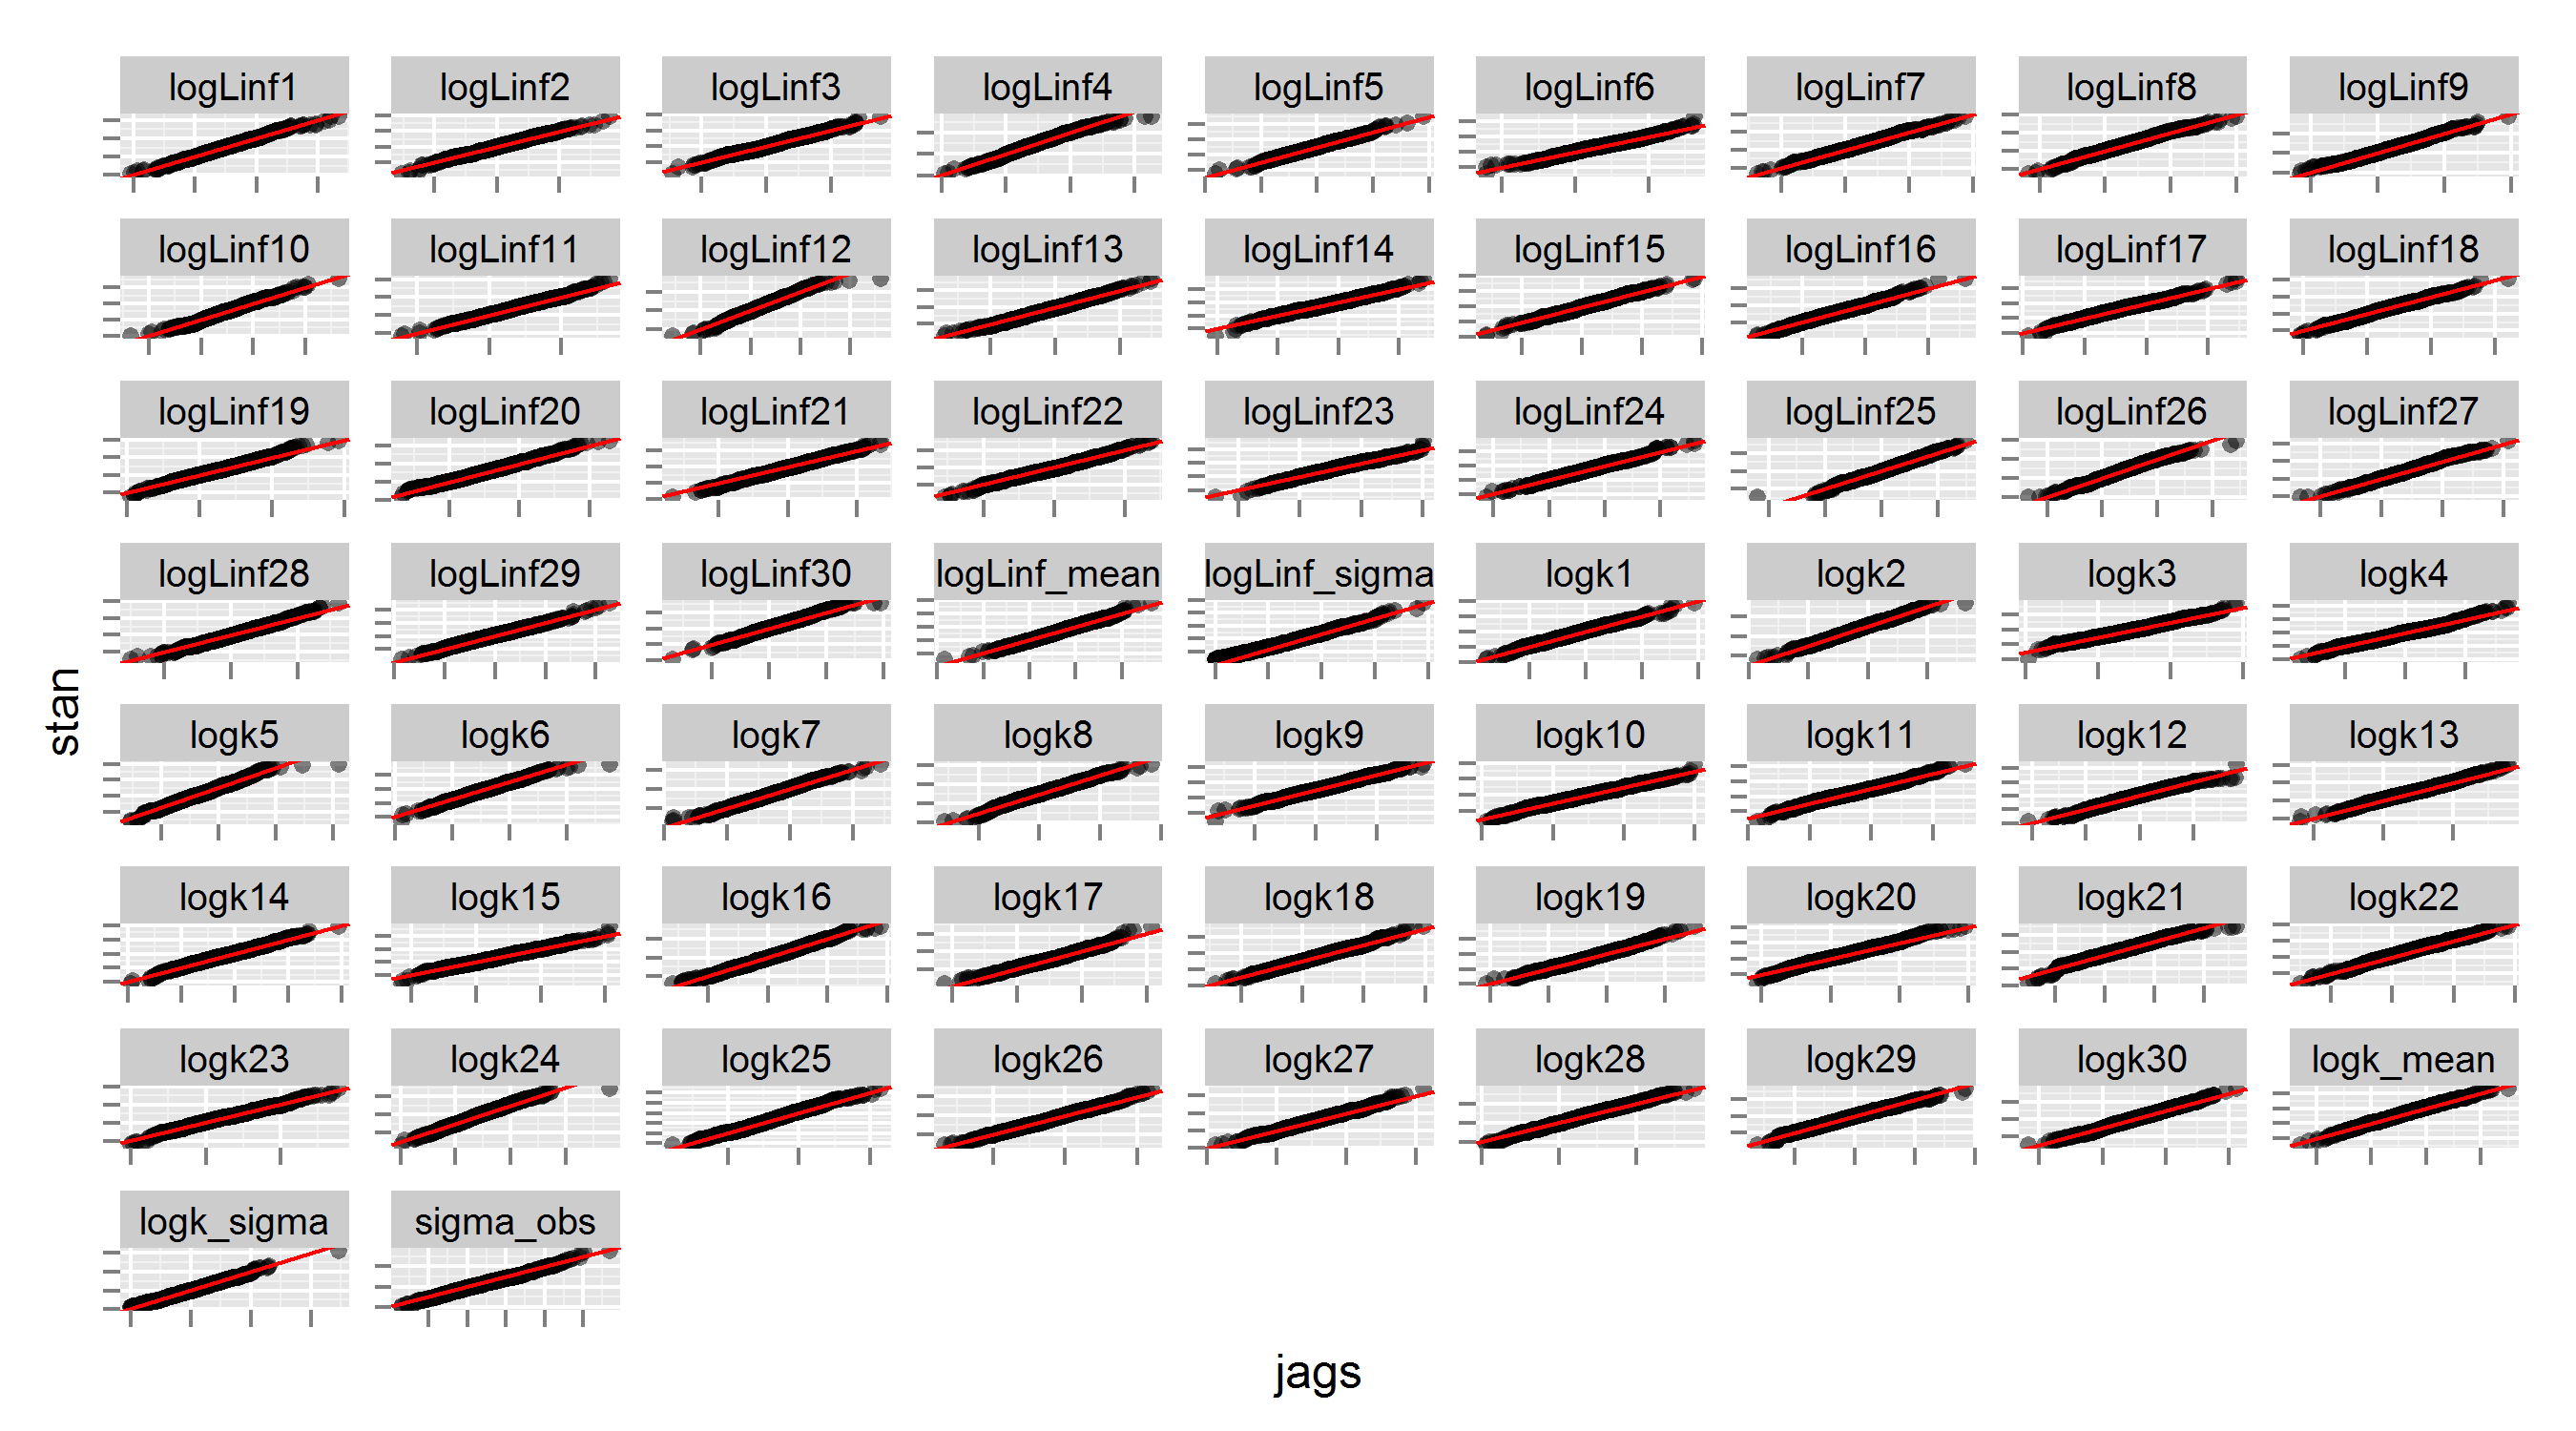 logLinf1 logLinf2 logLinf3 logLinf4 logLinf5 logLinf6 logLinf7 logLinf8 logLinf9
logLinf10 logLinf11 logLinf12 logLinf13 logLinf14 logLinf15 logLinf16 logLinf17 logLinf18
logLinf19 logLinf20 logLinf21 logLinf22 logLinf23 logLinf24 logLinf25 logLinf26 logLinf27
logLinf28 logLinf29 logLinf30 logLinf_mean logLinf_sigma logk1 logk2 logk3 logk4
stan
logk5 logk6 logk7 logk8 logk9 logk10 logk11 logk12 logk13
logk14 logk15 logk16 logk17 logk18 logk19 logk20 logk21 logk22
logk23 logk24 logk25 logk26 logk27 logk28 logk29 logk30 logk_mean
logk_sigma sigma_obs
jags